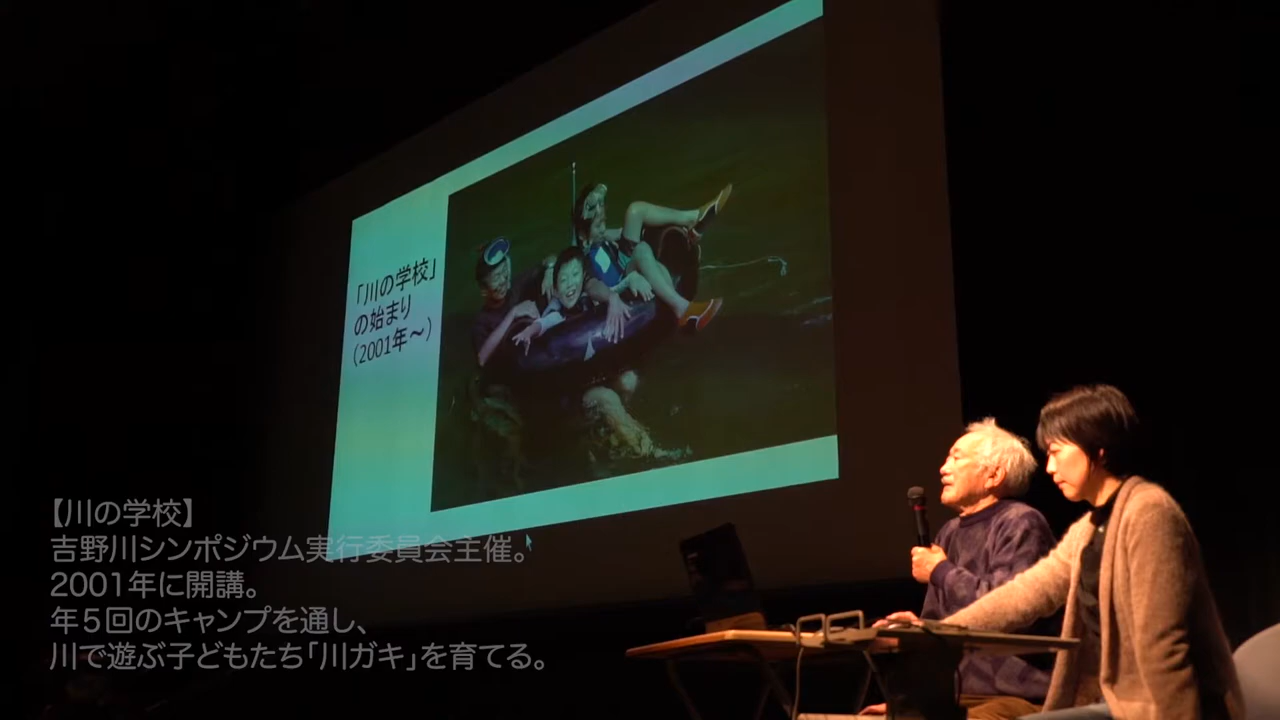 「川の学校」
の始まり
(2001年～)
【川の学校】
吉野川シンポジウム実行委員会主催。
2001年に開講。
年５回のキャンプを通し、
川で遊ぶ子どもたち「川ガキ」を育てる。